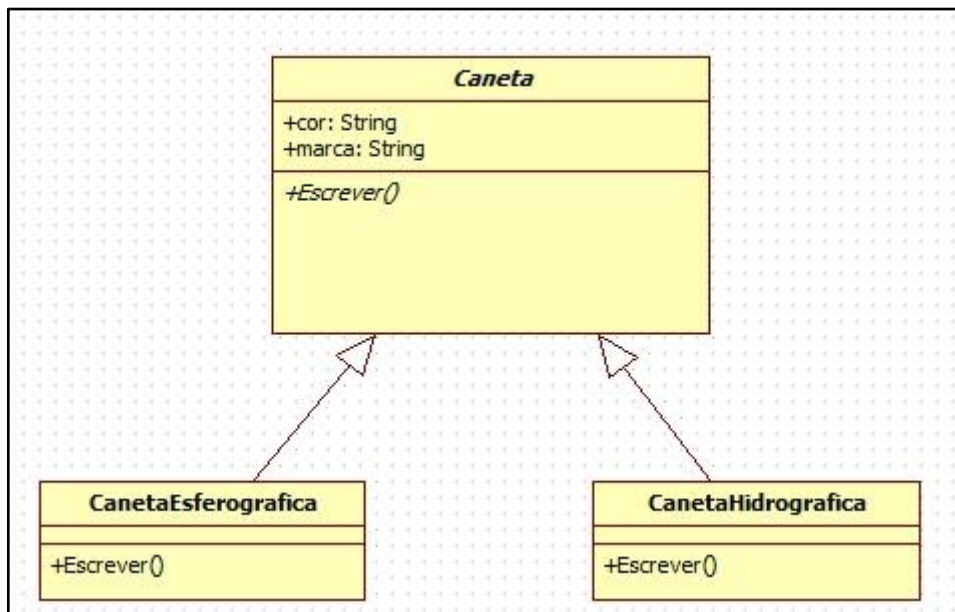 Caneta
+cor: String
+marca: String
+Escrever()
CanetaEsferografica
+Escrever()
CanetaHidrografica
+Escrever()